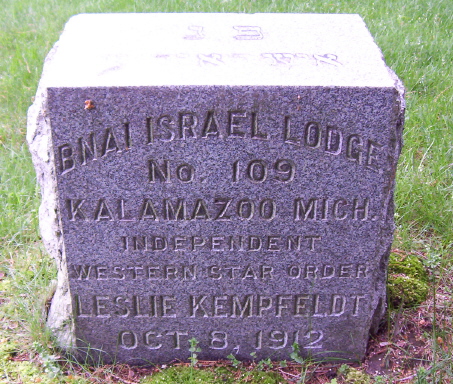 BNAI ISRAEL LODGE
No. 109
KALAMAZOO MICH.
INDEPENDENT
WESTERN STAR ORDER
LESLIE KEMPFELDT
OCT 8, 1912